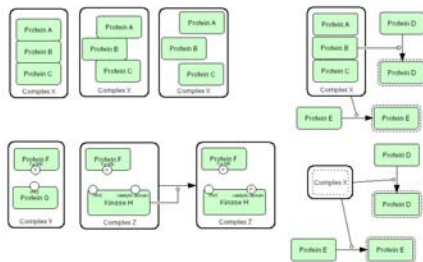 Protein A
Protein B
Protein C
Complex X
Protein A
Protein B
Protein C
Complex X
Protein A
Protein B
Protein C
Complex X
Protein A
Protein B
Protein C
Complex X
Protein D
Protein D
Protein E
Protein E
Protein F
P
Protein G
Complex Y
Protein F
Kinase H
Complex Z
Protein F
P
Kinase H
Complex Z
Complex X
Protein D
Protein D
Protein E
Protein E